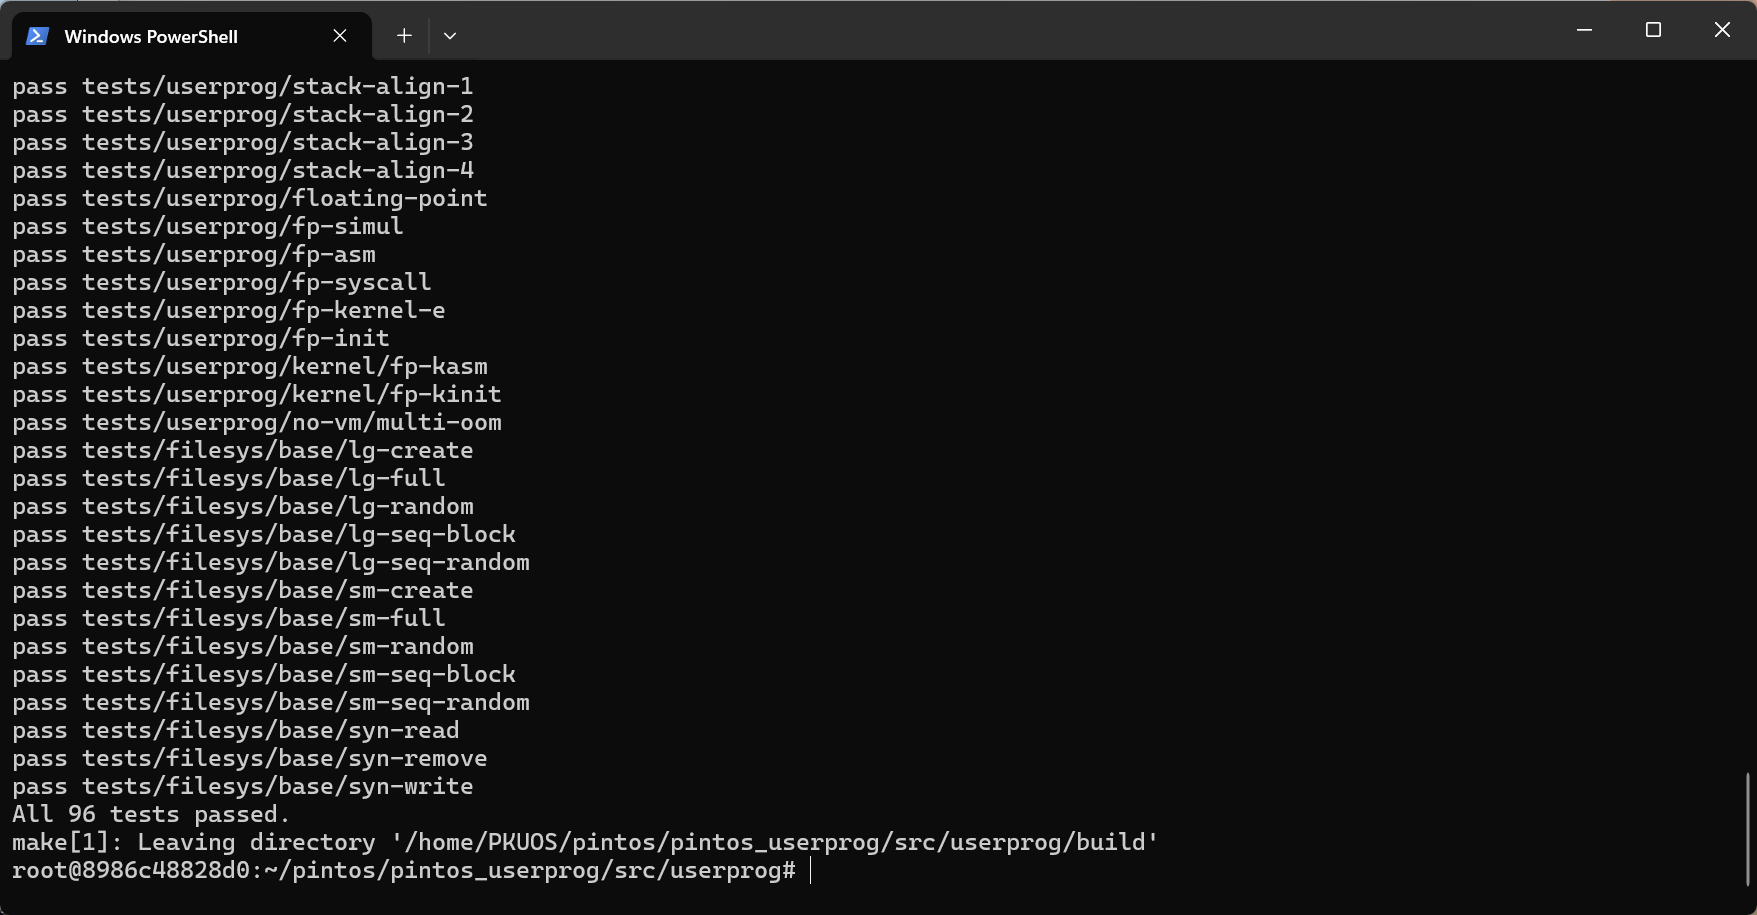 Windows PowerShell
pass tests/userprog/stack-align-1
pass tests/userprog/stack-align-2
pass tests/userprog/stack-align-3
pass tests/userprog/stack-align-4
pass tests/userprog/floating-point
pass tests/userprog/fp-simul
pass tests/userprog/fp-asm
pass tests/userprog/fp-syscall
pass tests/userprog/fp-kernel-e
pass tests/userprog/fp-init
pass tests/userprog/kernel/fp-kasm
pass tests/userprog/kernel/fp-kinit
pass tests/userprog/no-vm/multi-oom
pass tests/filesys/base/lg-create
pass tests/filesys/base/lg-full
pass tests/filesys/base/lg-random
pass tests/filesys/base/lg-seq-block
pass tests/filesys/base/lg-seq-random
pass tests/filesys/base/sm-create
pass tests/filesys/base/sm-full
pass tests/filesys/base/sm-random
pass tests/filesys/base/sm-seq-block
pass tests/filesys/base/sm-seq-random
pass tests/filesys/base/syn-read
pass tests/filesys/base/syn-remove
pass tests/filesys/base/syn-write
All 96 tests passed.
make[1]: Leaving directory '/home/PKUOS/pintos/pintos_userprog/src/userprog/build'
root@8986c48828d0:~/pintos/pintos_userprog/src/userprog#